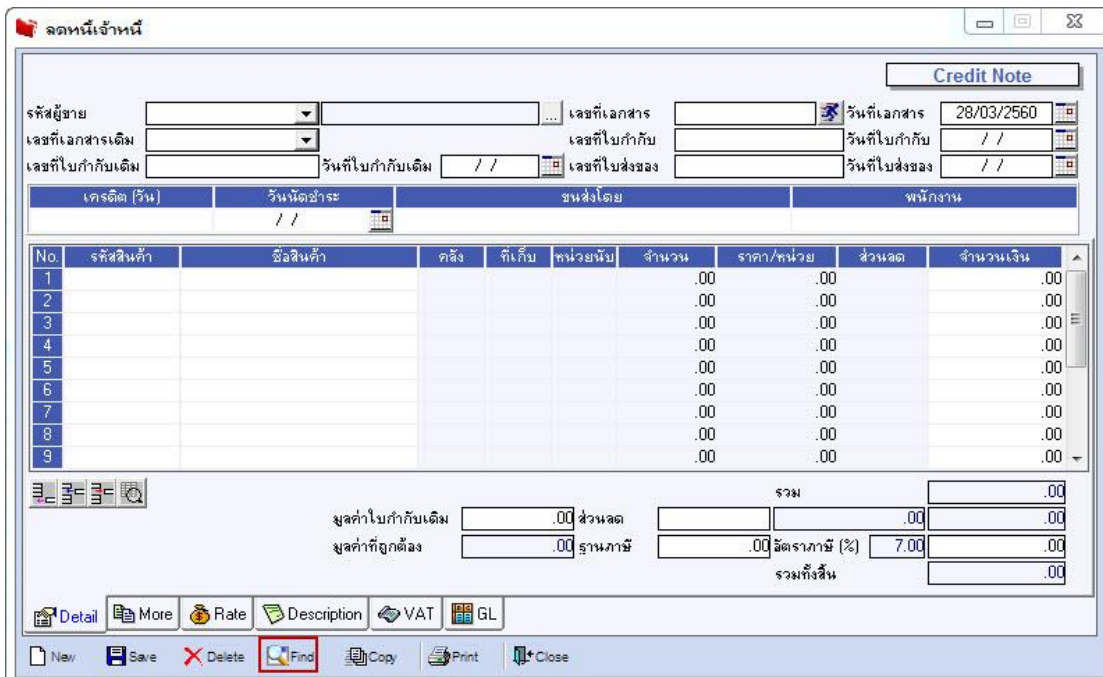 ลดหนี้เจ้าหนี้
Credit Note
รหัสผู้ขาย ... เลขที่เอกสาร วันที่เอกสาร 28/03/2560
เลขที่เอกสารเดิม เลขที่ใบกำกับ วันที่ใบกำกับ / /
เลขที่ใบกำกับเดิม วันที่ใบกำกับเดิม / / เลขที่ใบส่งของ วันที่ใบส่งของ / /
เครดิต (วัน) วันนัดชำระ ขนส่งโดย พนักงาน
/ /
No. รหัสสินค้า ชื่อสินค้า คลัง ที่เก็บ หน่วยนับ จำนวน ราคา/หน่วย ส่วนลด จำนวนเงิน
1 .00 .00 .00
2 .00 .00 .00
3 .00 .00 .00
4 .00 .00 .00
5 .00 .00 .00
6 .00 .00 .00
7 .00 .00 .00
8 .00 .00 .00
9 .00 .00 .00
รวม .00
มูลค่าใบกำกับเดิม .00 ส่วนลด .00 .00
มูลค่าที่ถูกต้อง .00 ฐานภาษี .00 อัตราภาษี (%) 7.00 .00
รวมทั้งสิ้น .00
Detail More Rate Description VAT GL
New Save Delete Find Copy Print Close